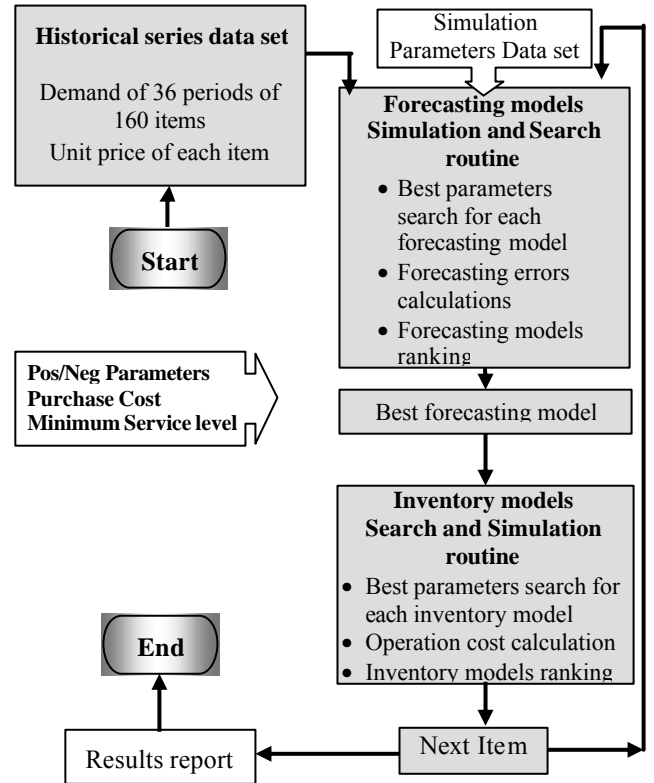 Historical series data set
Demand of 36 periods of
160 items
Unit price of each item
Simulation
Parameters Data set
Forecasting models
Simulation and Search
routine
• Best parameters
search for each
forecasting model
• Forecasting errors
calculations
• Forecasting models
ranking
Start
Pos/Neg Parameters
Purchase Cost
Minimum Service level
Best forecasting model
Inventory models
Search and Simulation
routine
• Best parameters search for
each inventory model
• Operation cost calculation
• Inventory models ranking
End
Results report
Next Item